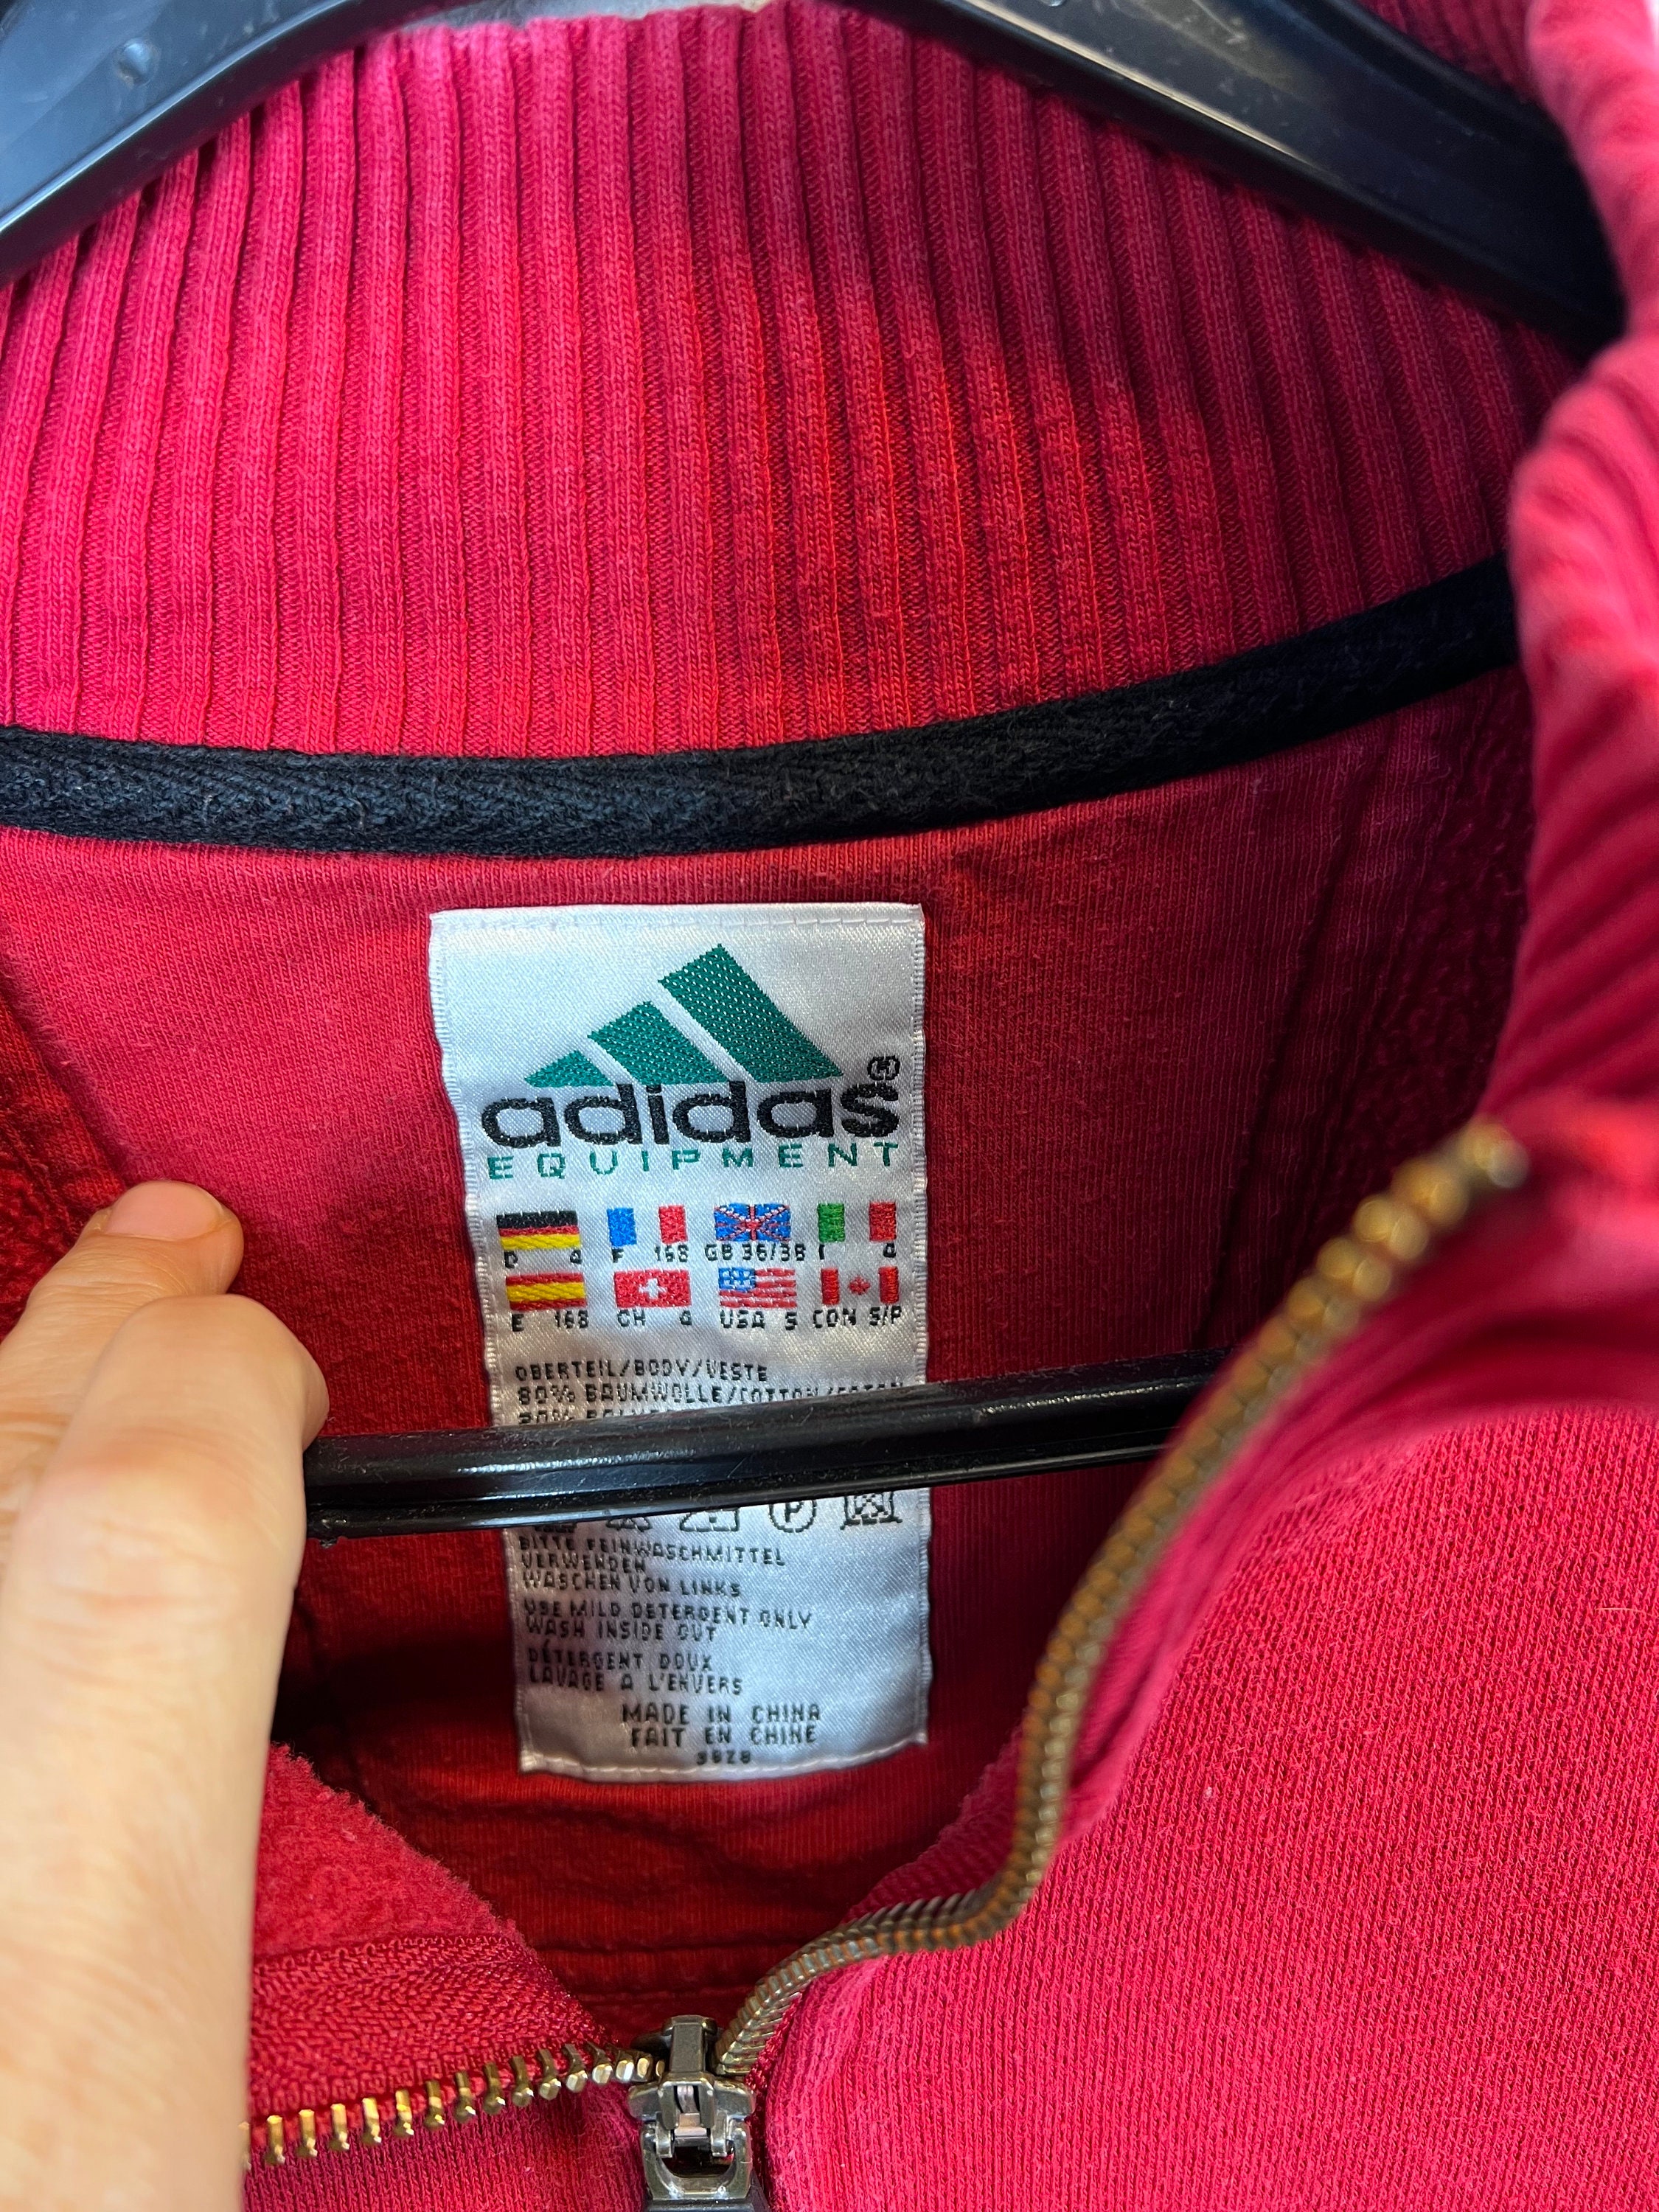 adidas
EQUIPMENT
D 4 F 168 GB 36/38 I 4
E 168 CH 4 USA S CDN S/P
OBERTEIL/BODY/VESTE
80% BAUMWOLLE/COTTON/COTON
BITTE FEINWASCHMITTEL
VERWENDEN
WASCHEN VON LINKS
USE MILD DETERGENT ONLY
WASH INSIDE OUT
DÉTERGENT DOUX
LAVAGE A L'ENVERS
MADE IN CHINA
FAIT EN CHINE